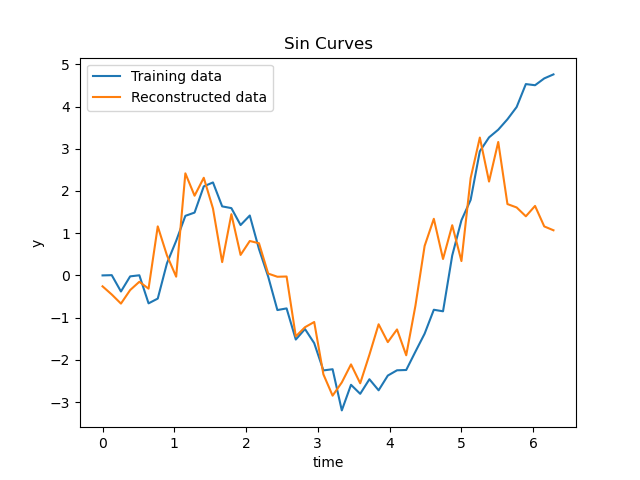 Sin Curves
Training data
Reconstructed data
y
5
4
3
2
1
0
−1
−2
−3
0 1 2 3 4 5 6
time